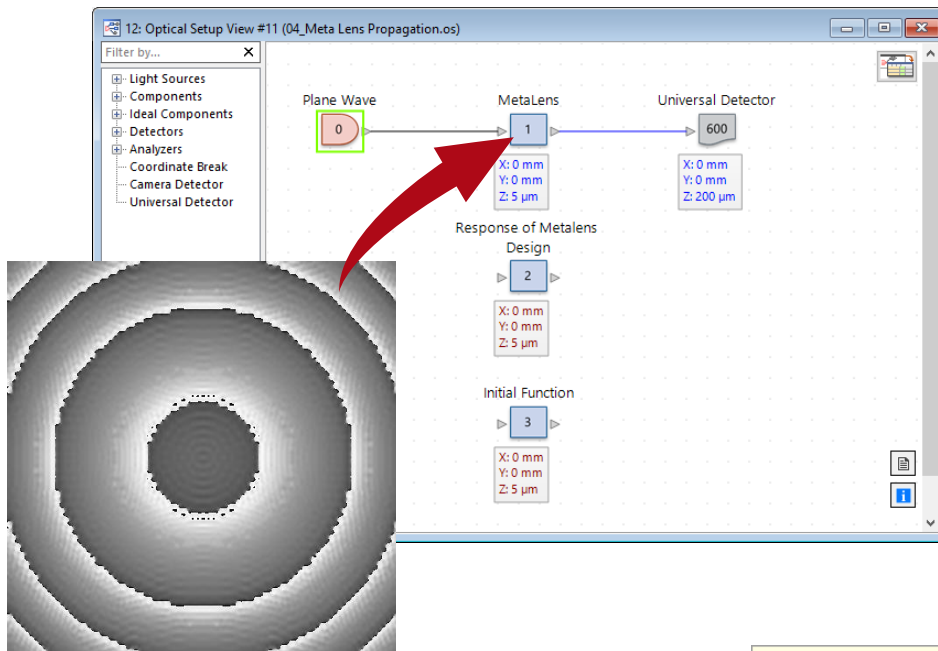 12: Optical Setup View #11 (04_Meta Lens Propagation.os)
Filter by...
Light Sources
Components
Ideal Components
Detectors
Analyzers
Coordinate Break
Camera Detector
Universal Detector
Plane Wave
0
MetaLens
1
X: 0 mm
Y: 0 mm
Z: 5 µm
Universal Detector
600
X: 0 mm
Y: 0 mm
Z: 200 µm
Response of Metalens
Design
2
X: 0 mm
Y: 0 mm
Z: 5 µm
Initial Function
3
X: 0 mm
Y: 0 mm
Z: 5 µm